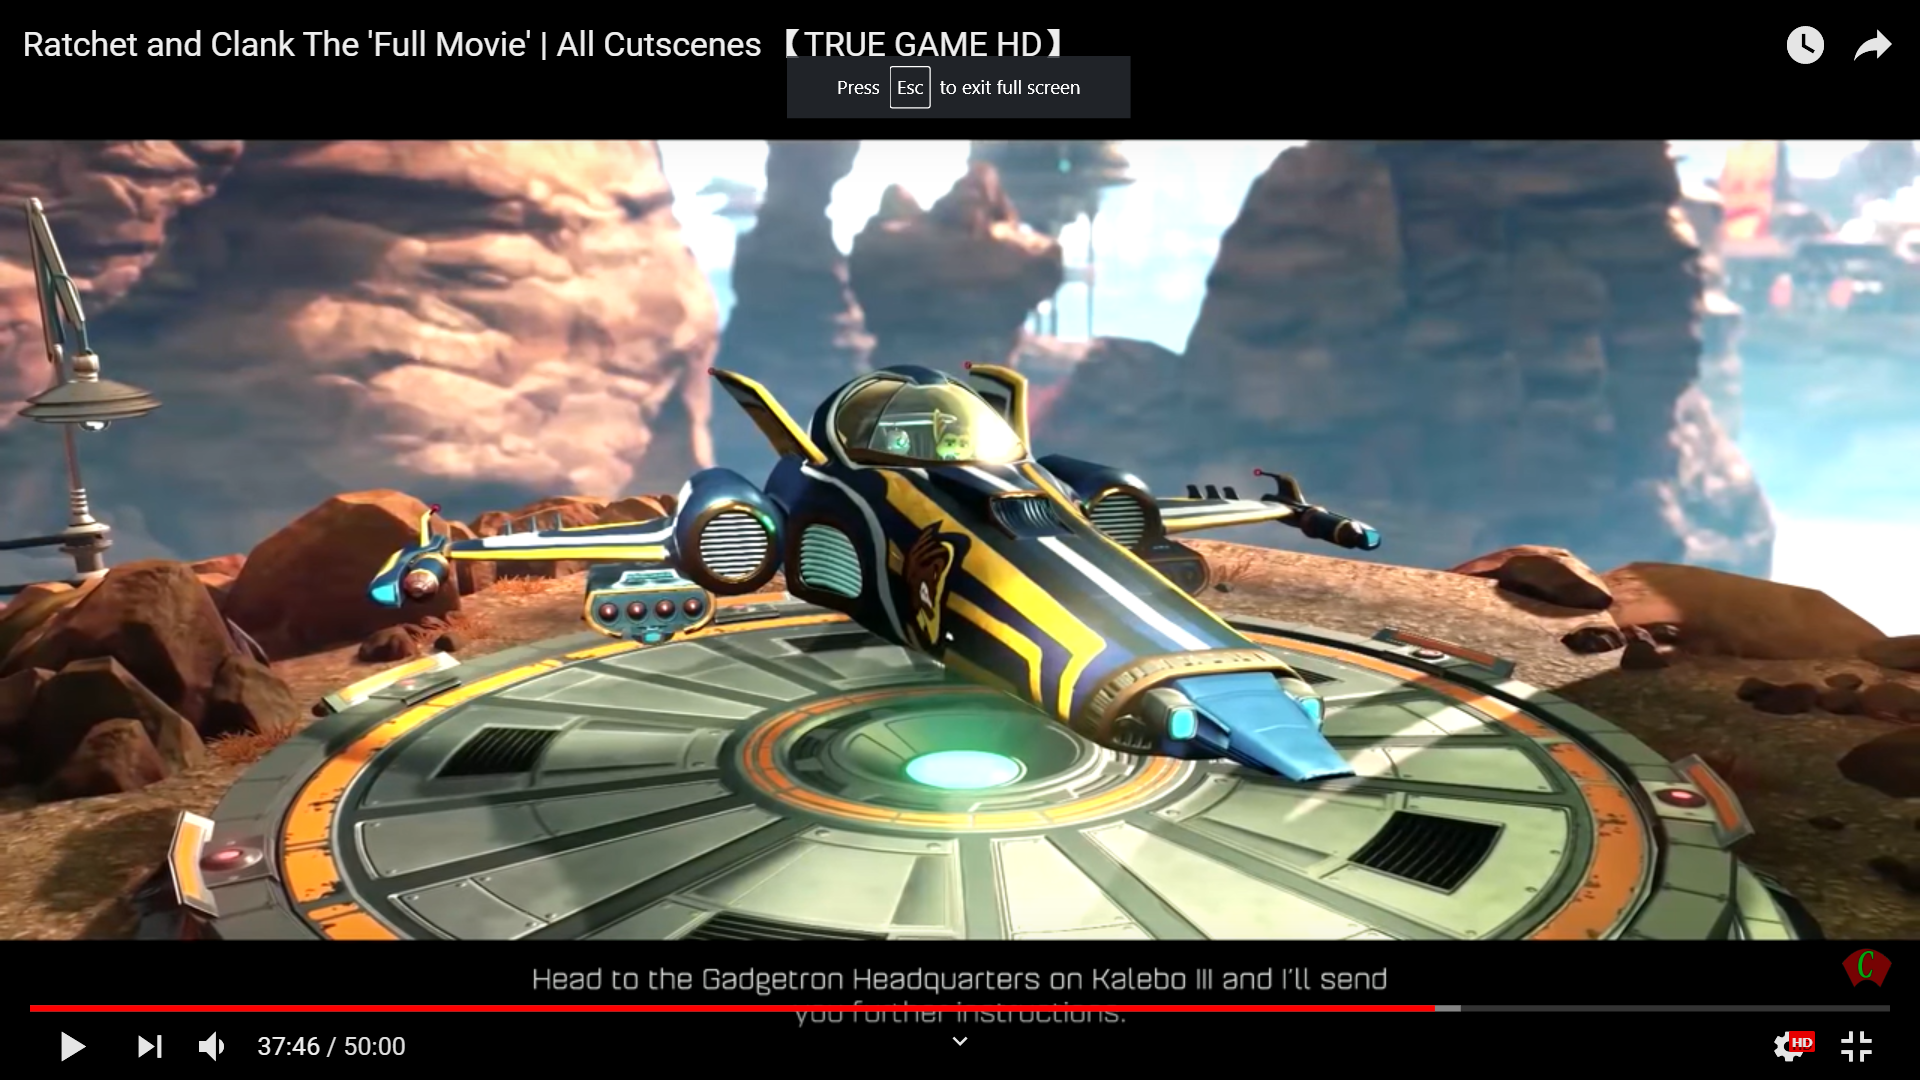 Ratchet and Clank The 'Full Movie' | All Cutscenes 【TRUE GAME HD】
Press Esc to exit full screen
Head to the Gadgetron Headquarters on Kalebo III and I'll send
you further instructions.
C
37:46 / 50:00
HD